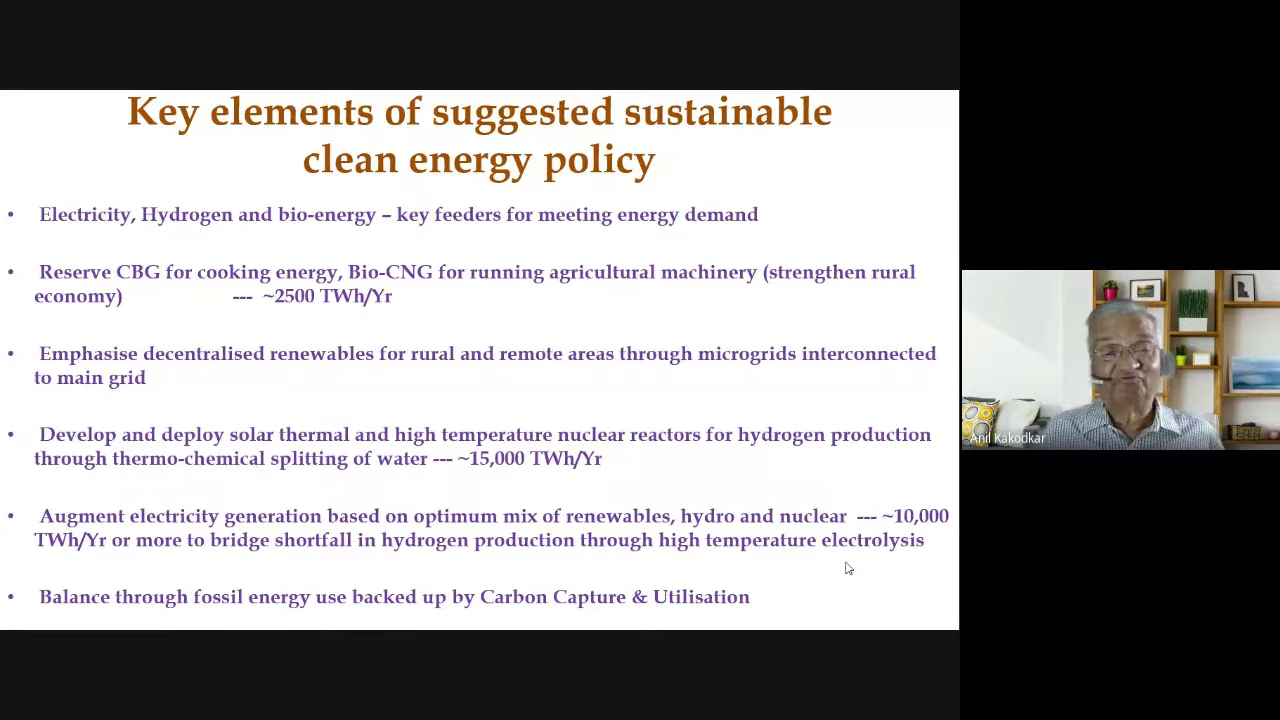 Key elements of suggested sustainable
clean energy policy
• Electricity, Hydrogen and bio-energy – key feeders for meeting energy demand
• Reserve CBG for cooking energy, Bio-CNG for running agricultural machinery (strengthen rural
economy) --- ~2500 TWh/Yr
• Emphasise decentralised renewables for rural and remote areas through microgrids interconnected
to main grid
• Develop and deploy solar thermal and high temperature nuclear reactors for hydrogen production
through thermo-chemical splitting of water --- ~15,000 TWh/Yr
• Augment electricity generation based on optimum mix of renewables, hydro and nuclear --- ~10,000
TWh/Yr or more to bridge shortfall in hydrogen production through high temperature electrolysis
• Balance through fossil energy use backed up by Carbon Capture & Utilisation
Anil Kakodkar